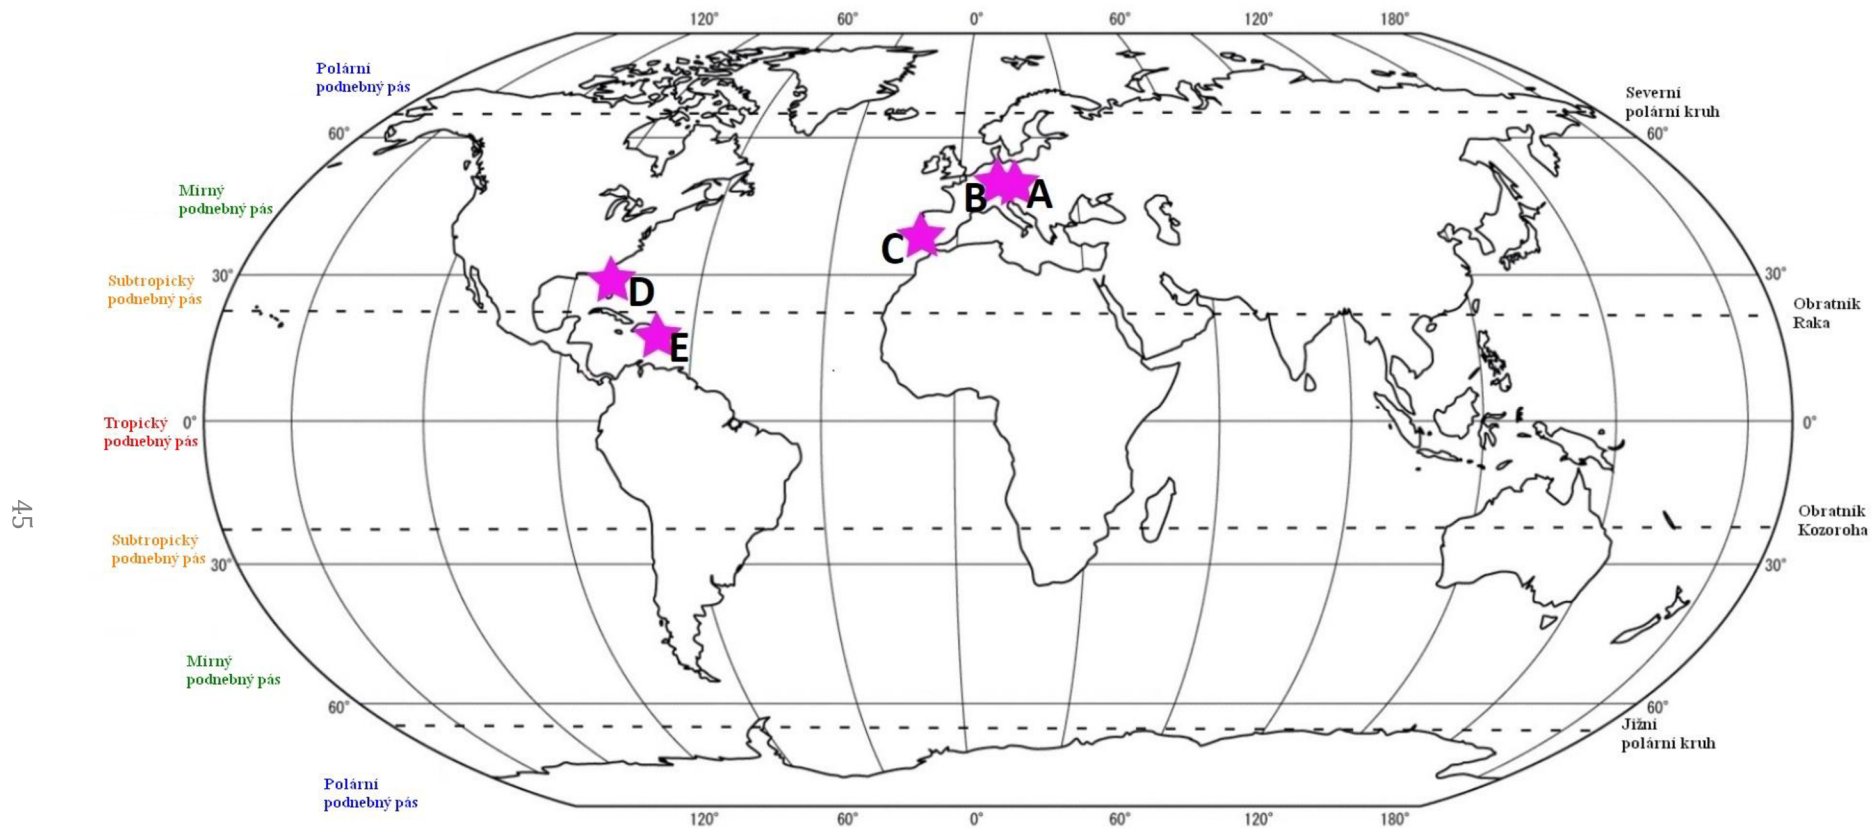 120° 60° 0° 60° 120° 180°
Polární
podnebný pás
Severní
polární kruh
60° 60°
Mírný
podnebný pás
B A
C
30° 30°
Subtropický
podnebný pás
D
Obratník
Raka
E
Tropický
podnebný pás
0° 0°
45
Obratník
Kozoroha
Subtropický
podnebný pás
30° 30°
Mírný
podnebný pás
60° 60°
Jižní
polární kruh
Polární
podnebný pás
120° 60° 0° 60° 120° 180°